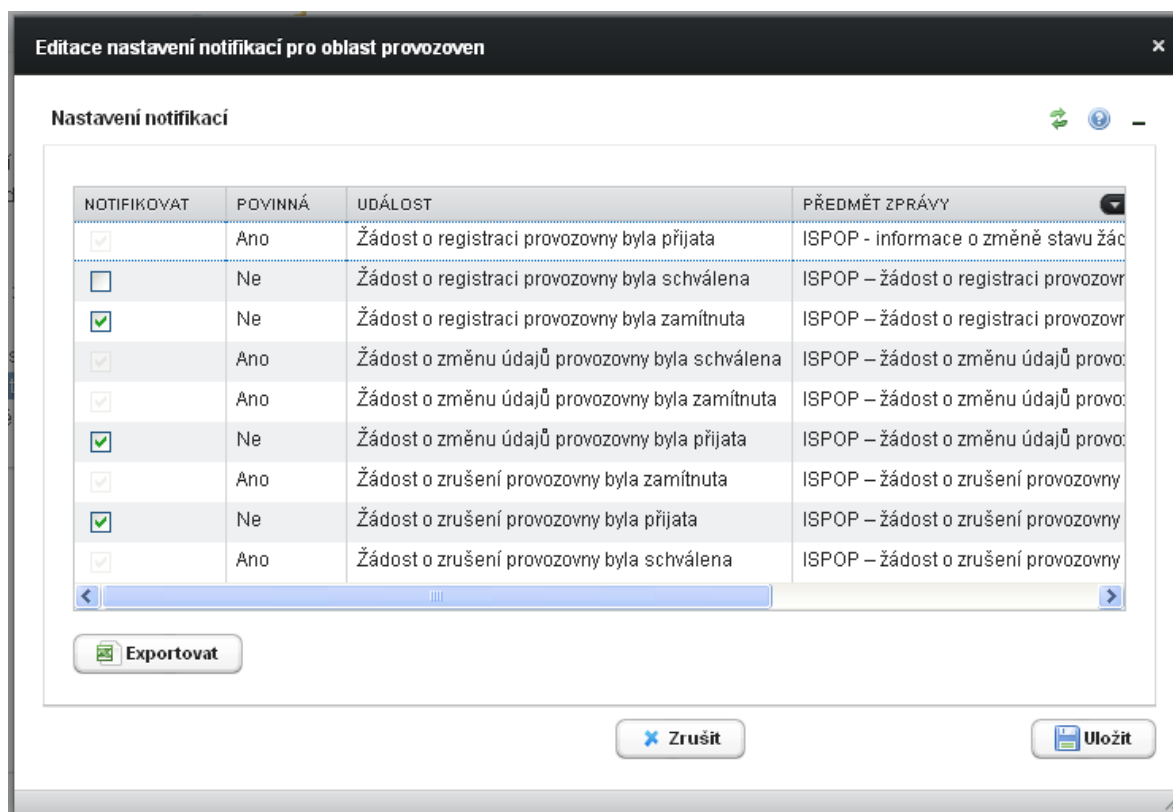 Editace nastavení notifikací pro oblast provozoven
Nastavení notifikací
NOTIFIKOVAT POVINNÁ UDÁLOST PŘEDMĚT ZPRÁVY
Ano Žádost o registraci provozovny byla přijata ISPOP - informace o změně stavu žác
Ne Žádost o registraci provozovny byla schválena ISPOP – žádost o registraci provozovr
Ne Žádost o registraci provozovny byla zamítnuta ISPOP – žádost o registraci provozovr
Ano Žádost o změnu údajů provozovny byla schválena ISPOP – žádost o změnu údajů provo
Ano Žádost o změnu údajů provozovny byla zamítnuta ISPOP – žádost o změnu údajů provo
Ne Žádost o změnu údajů provozovny byla přijata ISPOP – žádost o změnu údajů provo
Ano Žádost o zrušení provozovny byla zamítnuta ISPOP – žádost o zrušení provozovny
Ne Žádost o zrušení provozovny byla přijata ISPOP – žádost o zrušení provozovny
Ano Žádost o zrušení provozovny byla schválena ISPOP – žádost o zrušení provozovny
Exportovat
Zrušit Uložit